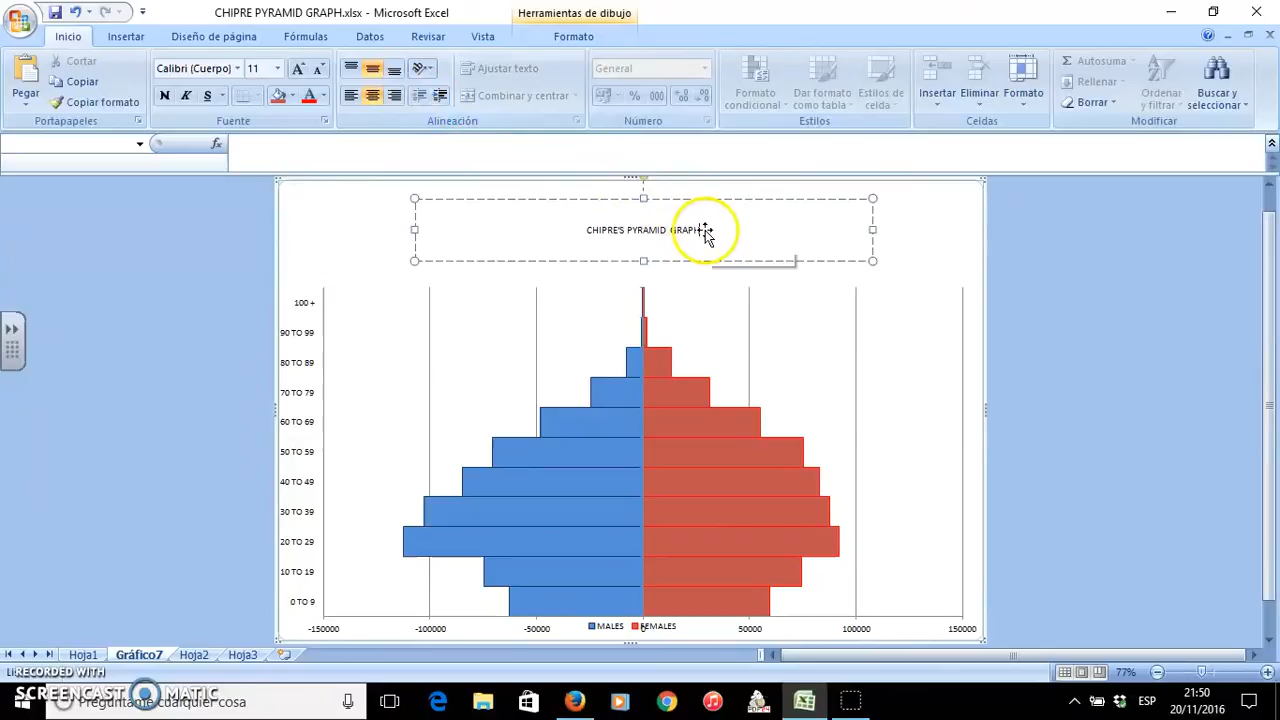 CHIPRE PYRAMID GRAPH.xlsx - Microsoft Excel
Herramientas de dibujo
Inicio Insertar Diseño de página Fórmulas Datos Revisar Vista Formato
Pegar
Cortar
Copiar
Copiar formato
Portapapeles
Calibri (Cuerpo) 11
N K S
Fuente
Ajustar texto
Combinar y centrar
Alineación
General
% 000
Número
Formato condicional
Dar formato como tabla
Estilos de celda
Estilos
Insertar Eliminar Formato
Celdas
Autosuma
Rellenar
Borrar
Ordenar y filtrar
Buscar y seleccionar
Modificar
fx
CHIPRE'S PYRAMID GRAPH
100 +
90 TO 99
80 TO 89
70 TO 79
60 TO 69
50 TO 59
40 TO 49
30 TO 39
20 TO 29
10 TO 19
0 TO 9
-150000 -100000 -50000 50000 100000 150000
MALES FEMALES
Hoja1 Gráfico7 Hoja2 Hoja3
77%
RECORDED WITH
SCREENCAST MATIC
Pregúntame cualquier cosa
ESP
21:50
20/11/2016